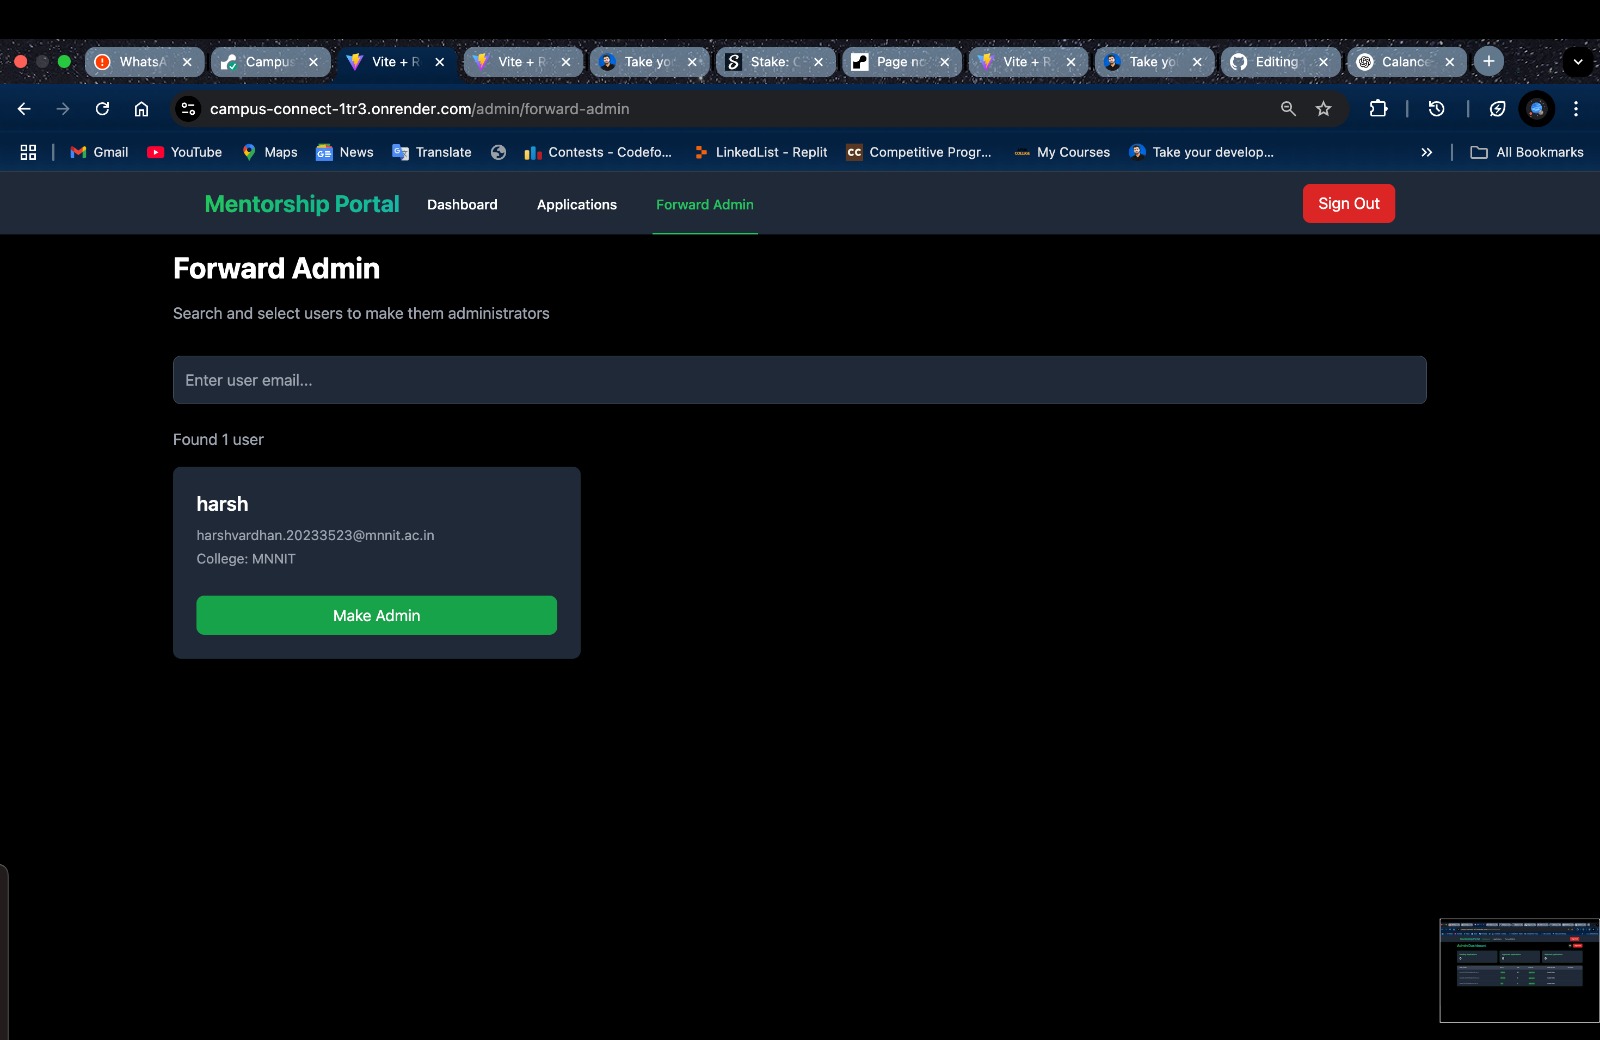 WhatsA
Campus
Vite + R
Vite + R
Take yo
Stake: C
Page no
Vite + R
Take yo
Editing
Calance
campus-connect-1tr3.onrender.com/admin/forward-admin
Gmail
YouTube
Maps
News
Translate
Contests - Codefo...
LinkedList - Replit
CC
Competitive Progr...
My Courses
Take your develop...
All Bookmarks
Mentorship Portal
Dashboard
Applications
Forward Admin
Sign Out
Forward Admin
Search and select users to make them administrators
Enter user email...
Found 1 user
harsh
harshvardhan.20233523@mnnit.ac.in
College: MNNIT
Make Admin